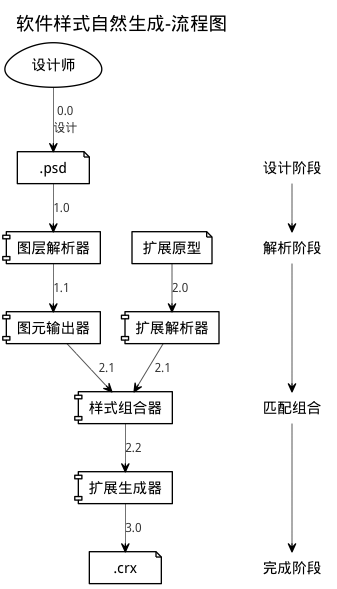 软件样式自然生成-流程图
设计师
0.0
设计
.psd
设计阶段
1.0
图层解析器
扩展原型
解析阶段
1.1
2.0
图元输出器
扩展解析器
2.1
2.1
样式组合器
匹配组合
2.2
扩展生成器
3.0
.crx
完成阶段